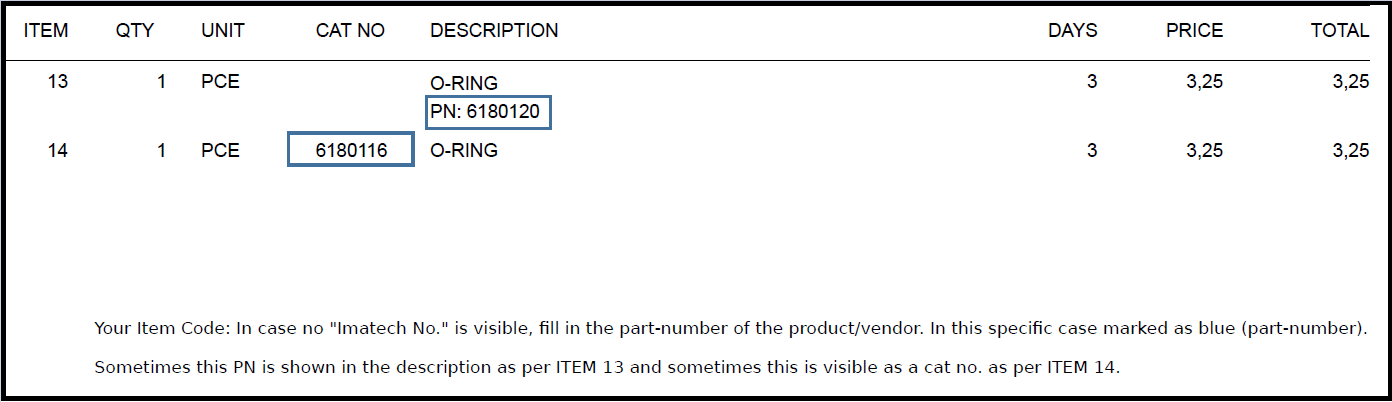 ITEM QTY UNIT CAT NO DESCRIPTION DAYS PRICE TOTAL
13 1 PCE O-RING 3 3,25 3,25
PN: 6180120
14 1 PCE 6180116 O-RING 3 3,25 3,25
Your Item Code: In case no "Imatech No." is visible, fill in the part-number of the product/vendor. In this specific case marked as blue (part-number).
Sometimes this PN is shown in the description as per ITEM 13 and sometimes this is visible as a cat no. as per ITEM 14.